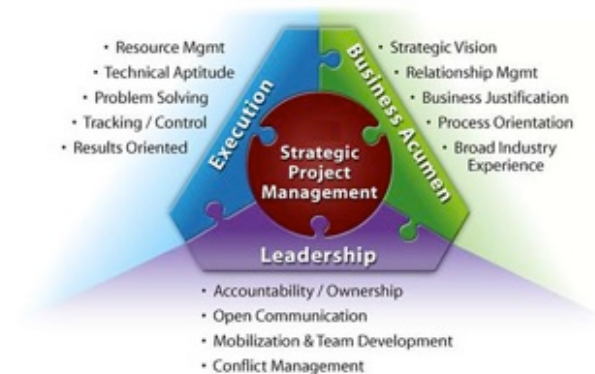 • Resource Mgmt
• Technical Aptitude
• Problem Solving
• Tracking / Control
• Results Oriented
Execution
Business Acumen
• Strategic Vision
• Relationship Mgmt
• Business Justification
• Process Orientation
• Broad Industry
Experience
Strategic
Project
Management
Leadership
• Accountability / Ownership
• Open Communication
• Mobilization & Team Development
• Conflict Management